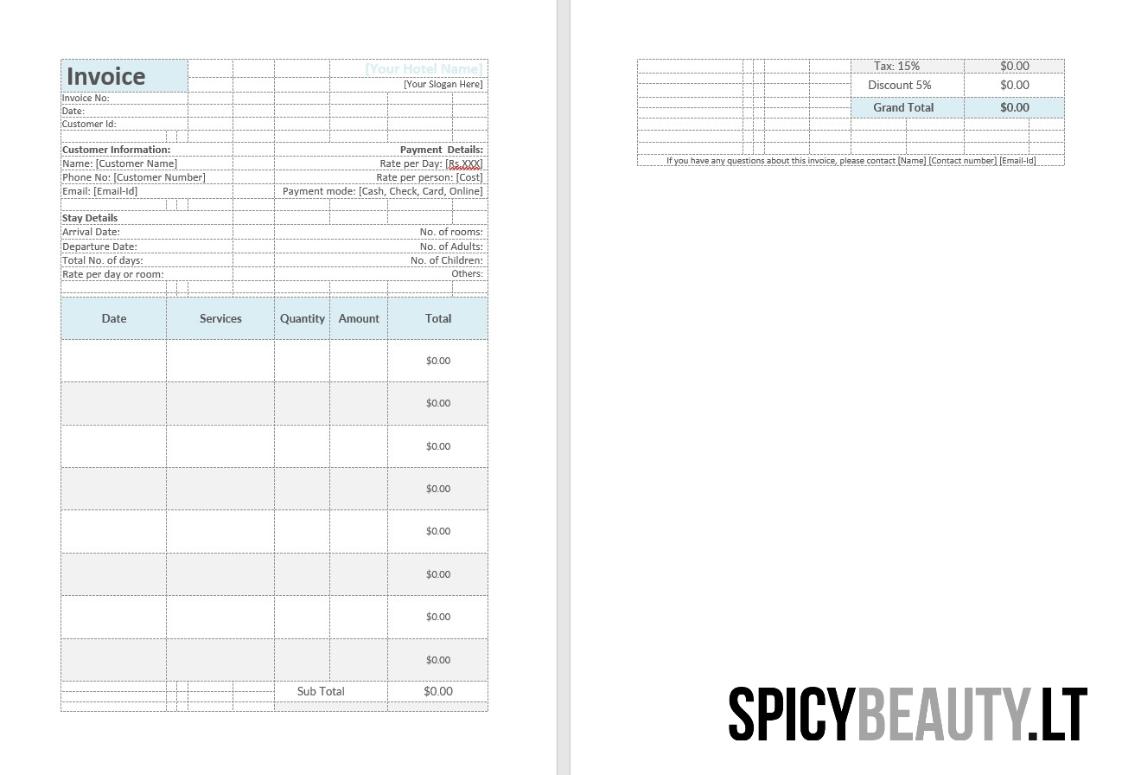 Invoice
[Your Hotel Name]
[Your Slogan Here]
Invoice No:
Date:
Customer Id:
Customer Information: Payment Details:
Name: [Customer Name] Rate per Day: [Rs.XXX]
Phone No: [Customer Number] Rate per person: [Cost]
Email: [Email-Id] Payment mode: [Cash, Check, Card, Online]
Stay Details
Arrival Date: No. of rooms:
Departure Date: No. of Adults:
Total No. of days: No. of Children:
Rate per day or room: Others:
Date Services Quantity Amount Total
$0.00
$0.00
$0.00
$0.00
$0.00
$0.00
$0.00
$0.00
Sub Total $0.00
Tax: 15% $0.00
Discount 5% $0.00
Grand Total $0.00
If you have any questions about this invoice, please contact [Name] [Contact number] [Email-Id]
SPICYBEAUTY.LT